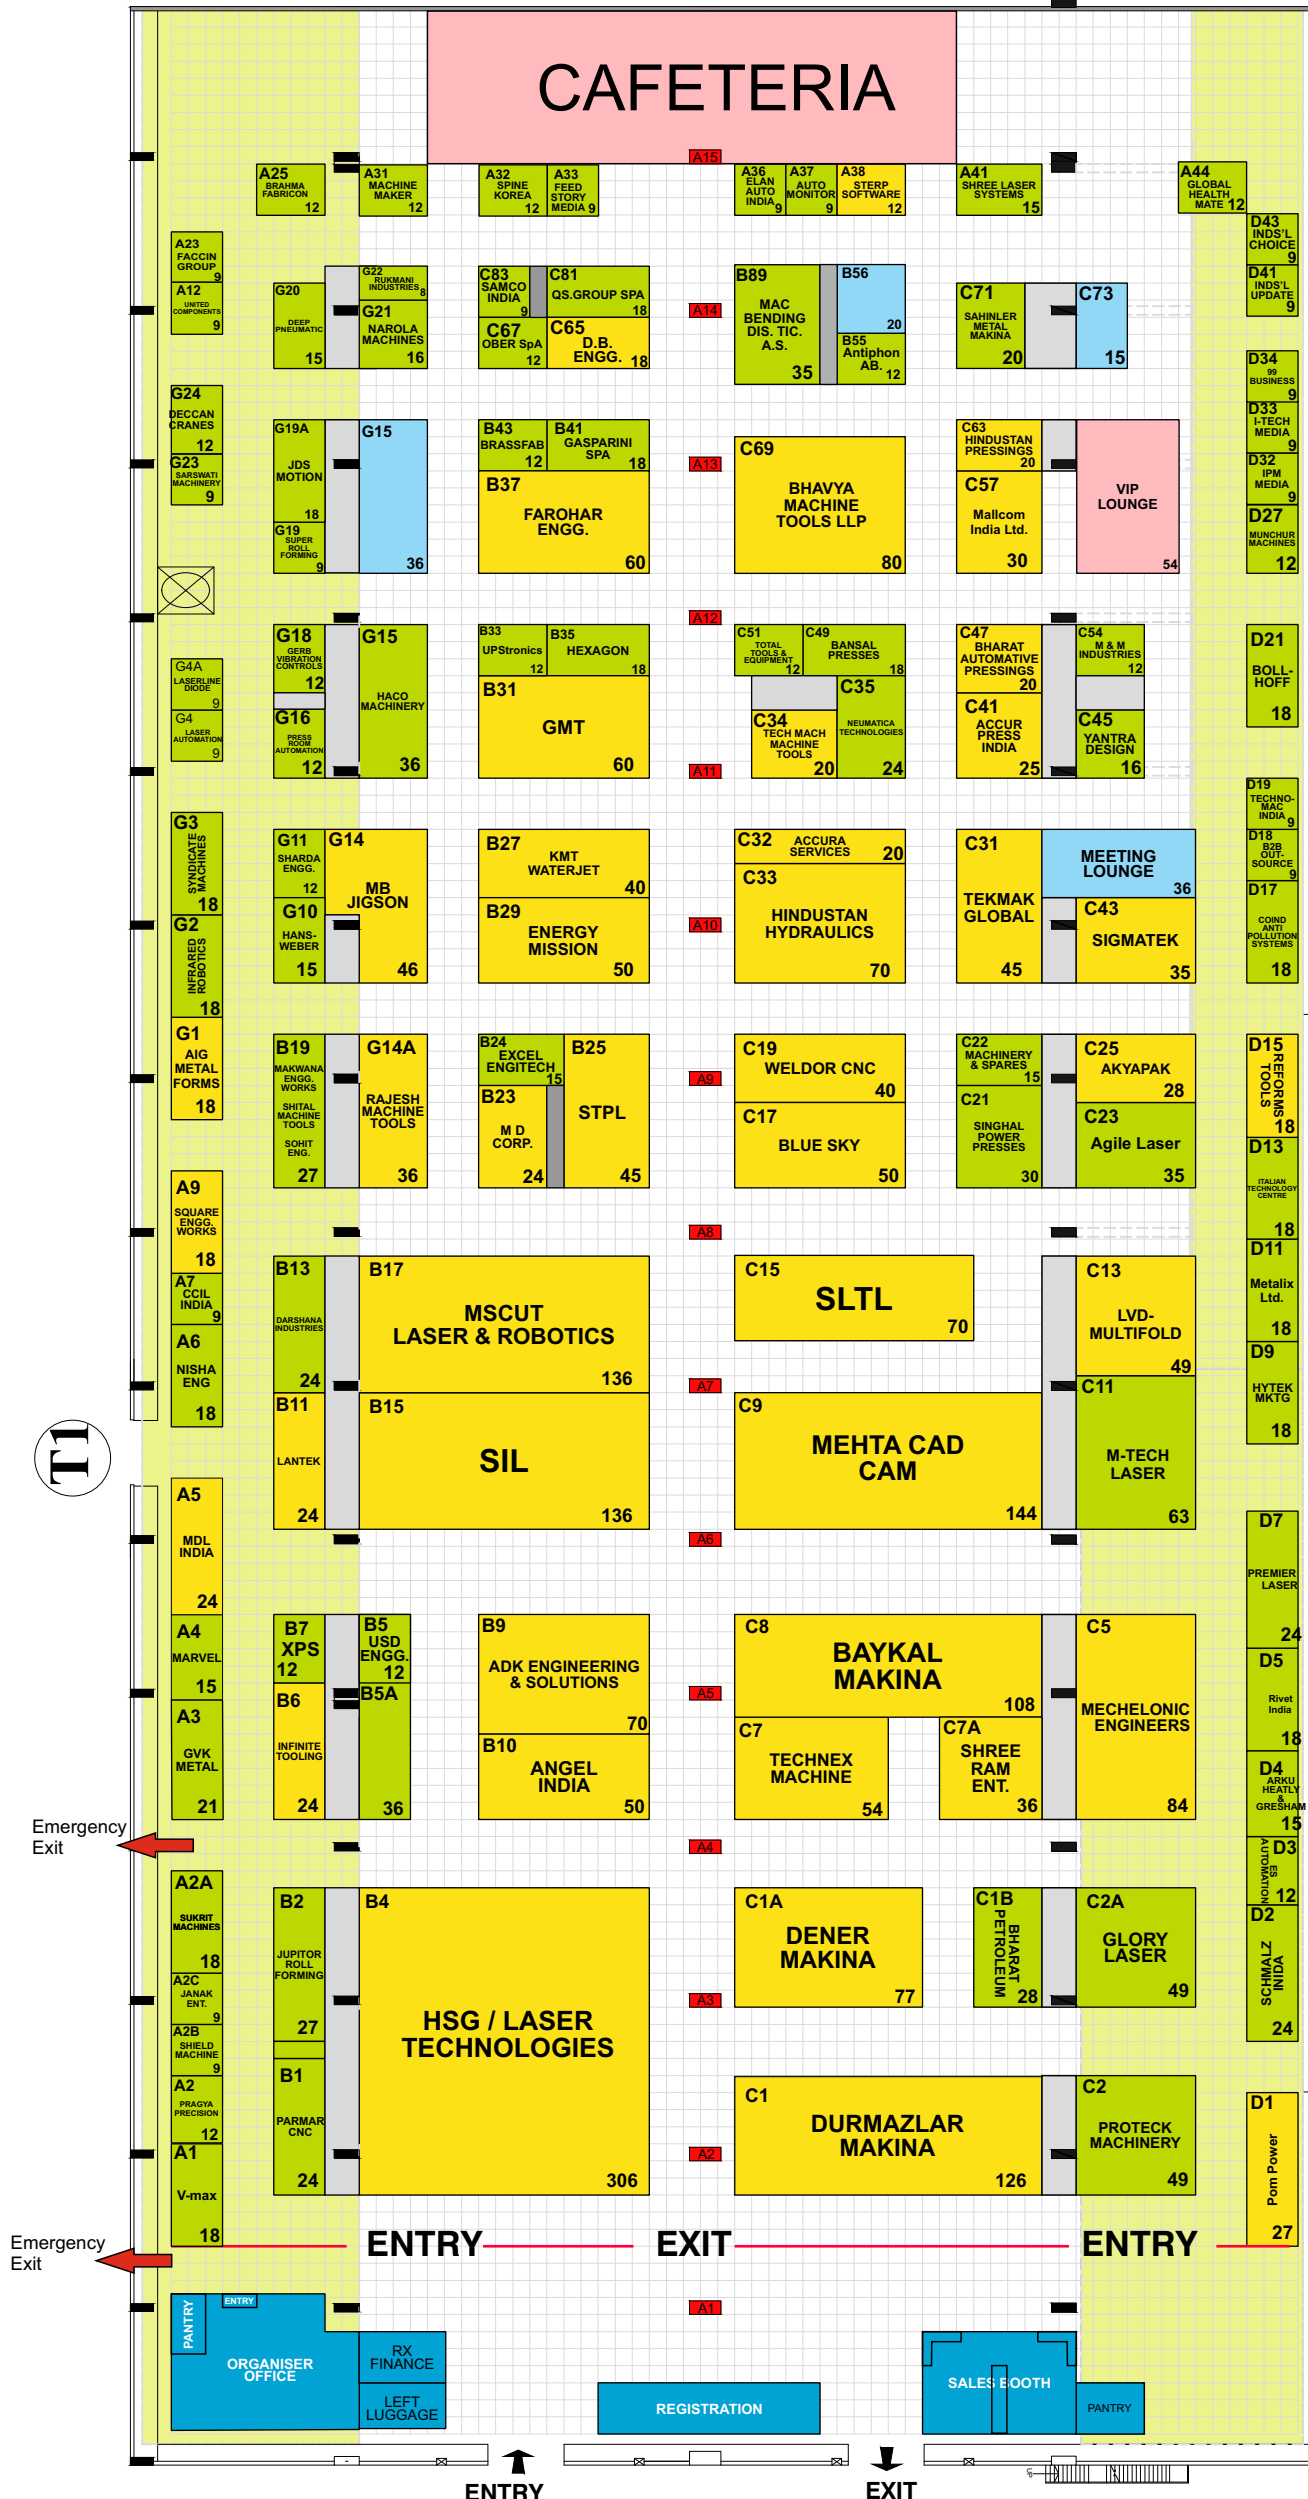 CAFETERIA
A15
A25
BRAHMA
FABRICON
12
A31
MACHINE
MAKER
12
A32
SPINE
KOREA
12
A33
FEED
STORY
MEDIA 9
A36
ELAN
AUTO
INDIA
9
A37
AUTO
MONITOR
9
A38
STERP
SOFTWARE
12
A41
SHREE LASER
SYSTEMS
15
A44
GLOBAL
HEALTH
MATE 12
D43
INDS'L
CHOICE
9
D41
INDS'L
UPDATE
9
A23
FACCIN
GROUP
9
A12
UNITED
COMPONENTS
9
G20
DEEP
PNEUMATIC
15
G22
RUKMANI
INDUSTRIES
8
G21
NAROLA
MACHINES
16
C83
SAMCO
INDIA
9
C81
QS.GROUP SPA
18
C67
OBER SpA
12
C65
D.B.
ENGG.
18
A14
B89
MAC
BENDING
DIS. TIC.
A.S.
35
B56
20
B55
Antiphon
AB.
12
C71
SAHINLER
METAL
MAKINA
20
C73
15
D34
99
BUSINESS
9
D33
I-TECH
MEDIA
9
D32
IPM
MEDIA
9
D27
MUNCHUR
MACHINES
12
G24
DECCAN
CRANES
12
G23
SARSWATI
MACHINERY
9
G19A
JDS
MOTION
18
G19
SUPER
ROLL
FORMING
9
G15
36
B43
BRASSFAB
12
B41
GASPARINI
SPA
18
B37
FAROHAR
ENGG.
60
A13
C69
BHAVYA
MACHINE
TOOLS LLP
80
C63
HINDUSTAN
PRESSINGS
20
C57
Mallcom
India Ltd.
30
VIP
LOUNGE
54
A12
G4A
LASERLINE
DIODE
9
G4
LASER
AUTOMATION
9
G18
GERB
VIBRATION
CONTROLS
12
G16
PRESS
ROOM
AUTOMATION
12
G15
HACO
MACHINERY
36
B33
UPStronics
12
B35
HEXAGON
18
B31
GMT
60
C51
TOTAL
TOOLS &
EQUIPMENT
12
C49
BANSAL
PRESSES
18
C34
TECH MACH
MACHINE
TOOLS
20
C35
NEUMATICA
TECHNOLOGIES
24
C47
BHARAT
AUTOMATIVE
PRESSINGS
20
C41
ACCUR
PRESS
INDIA
25
C54
M & M
INDUSTRIES
12
C45
YANTRA
DESIGN
16
D21
BOLL-
HOFF
18
A11
D19
TECHNO-
MAC
INDIA
9
D18
B2B
OUT-
SOURCE
9
D17
COIND
ANTI
POLLUTION
SYSTEMS
18
G3
SYNDICATE
MACHINES
18
G2
INFRARED
ROBOTICS
18
G1
AIG
METAL
FORMS
18
G11
SHARDA
ENGG.
12
G10
HANS-
WEBER
15
G14
MB
JIGSON
46
B27
KMT
WATERJET
40
B29
ENERGY
MISSION
50
A10
C32
ACCURA
SERVICES
20
C33
HINDUSTAN
HYDRAULICS
70
C31
TEKMAK
GLOBAL
45
MEETING
LOUNGE
36
C43
SIGMATEK
35
B19
MAKWANA
ENGG.
WORKS
SHITAL
MACHINE
TOOLS
SOHIT
ENG.
27
G14A
RAJESH
MACHINE
TOOLS
36
B24
EXCEL
ENGITECH
15
B23
M D
CORP.
24
B25
STPL
45
A9
C19
WELDOR CNC
40
C17
BLUE SKY
50
C22
MACHINERY
& SPARES
15
C21
SINGHAL
POWER
PRESSES
30
C25
AKYAPAK
28
C23
Agile Laser
35
D15
REFORMS
TOOLS
18
D13
ITALIAN
TECHNOLOGY
CENTRE
18
D11
Metalix
Ltd.
18
D9
HYTEK
MKTG
18
A8
A9
SQUARE
ENGG.
WORKS
18
A7
CCIL
INDIA
9
A6
NISHA
ENG
18
B13
DARSHANA
INDUSTRIES
24
B11
LANTEK
24
B17
MSCUT
LASER & ROBOTICS
136
B15
SIL
136
A7
C15
SLTL
70
C9
MEHTA CAD
CAM
144
C13
LVD-
MULTIFOLD
49
C11
M-TECH
LASER
63
T1
A6
A5
MDL
INDIA
24
A4
MARVEL
15
A3
GVK
METAL
21
B7
XPS
12
B6
INFINITE
TOOLING
24
B5
USD
ENGG.
12
B5A
36
B9
ADK ENGINEERING
& SOLUTIONS
70
B10
ANGEL
INDIA
50
A5
C8
BAYKAL
MAKINA
108
C7
TECHNEX
MACHINE
54
C7A
SHREE
RAM
ENT.
36
C5
MECHELONIC
ENGINEERS
84
D7
PREMIER
LASER
24
D5
Rivet
India
18
D4
ARKU
HEATLY
&
GRESHAM
15
D3
ES
AUTOMATION
12
D2
SCHMALZ
INIDA
24
Emergency
Exit
A4
A2A
SUKRIT
MACHINES
18
A2C
JANAK
ENT.
9
A2B
SHIELD
MACHINE
9
A2
PRAGYA
PRECISION
12
A1
V-max
18
B2
JUPITOR
ROLL
FORMING
27
B1
PARMAR
CNC
24
B4
HSG / LASER
TECHNOLOGIES
306
A3
C1A
DENER
MAKINA
77
C1B
BHARAT
PETROLEUM
28
C2A
GLORY
LASER
49
C1
DURMAZLAR
MAKINA
126
C2
PROTECK
MACHINERY
49
D1
Pom Power
27
A2
Emergency
Exit
ENTRY
EXIT
ENTRY
A1
PANTRY
ENTRY
ORGANISER
OFFICE
RX
FINANCE
LEFT
LUGGAGE
REGISTRATION
SALES BOOTH
PANTRY
ENTRY
EXIT